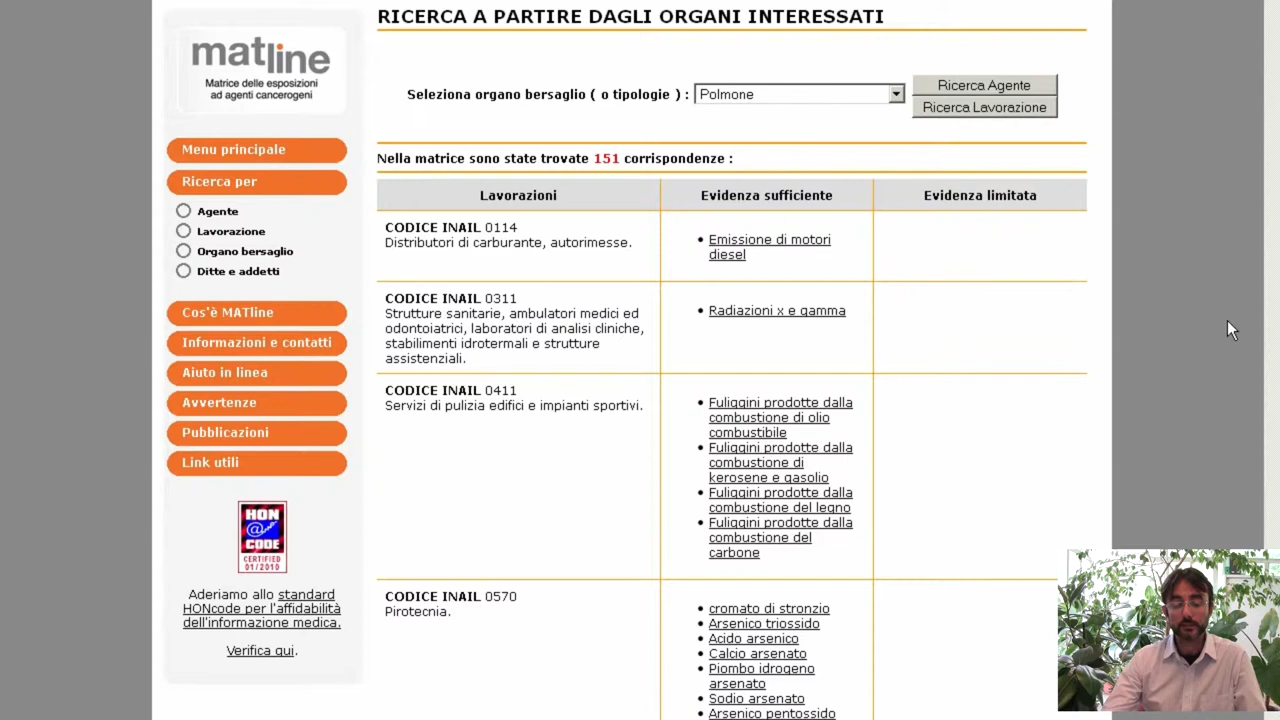 RICERCA A PARTIRE DAGLI ORGANI INTERESSATI
matline
Matrice delle esposizioni
ad agenti cancerogeni
Seleziona organo bersaglio ( o tipologie ) : Polmone
Ricerca Agente
Ricerca Lavorazione
Menu principale
Ricerca per
Agente
Lavorazione
Organo bersaglio
Ditte e addetti
Cos'è MATline
Informazioni e contatti
Aiuto in linea
Avvertenze
Pubblicazioni
Link utili
HON
@
CODE
CERTIFIED
01/2010
Aderiamo allo standard
HONcode per l'affidabilità
dell'informazione medica.
Verifica qui.
Nella matrice sono state trovate 151 corrispondenze :
Lavorazioni
Evidenza sufficiente
Evidenza limitata
CODICE INAIL 0114
Distributori di carburante, autorimesse.
• Emissione di motori
diesel
CODICE INAIL 0311
Strutture sanitarie, ambulatori medici ed
odontoiatrici, laboratori di analisi cliniche,
stabilimenti idrotermali e strutture
assistenziali.
• Radiazioni x e gamma
CODICE INAIL 0411
Servizi di pulizia edifici e impianti sportivi.
• Fuliggini prodotte dalla
combustione di olio
combustibile
• Fuliggini prodotte dalla
combustione di
kerosene e gasolio
• Fuliggini prodotte dalla
combustione del legno
• Fuliggini prodotte dalla
combustione del
carbone
CODICE INAIL 0570
Pirotecnia.
• cromato di stronzio
• Arsenico triossido
• Acido arsenico
• Calcio arsenato
• Piombo idrogeno
arsenato
• Sodio arsenato
• Arsenico pentossido